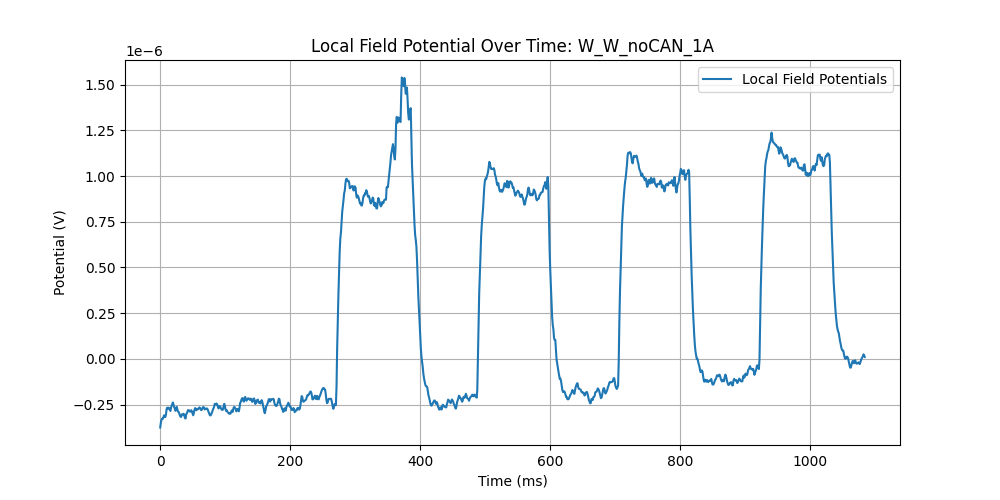 Local Field Potential Over Time: W_W_noCAN_1A
1e−6
Local Field Potentials
1.50
1.25
1.00
0.75
0.50
0.25
0.00
−0.25
Potential (V)
0 200 400 600 800 1000
Time (ms)